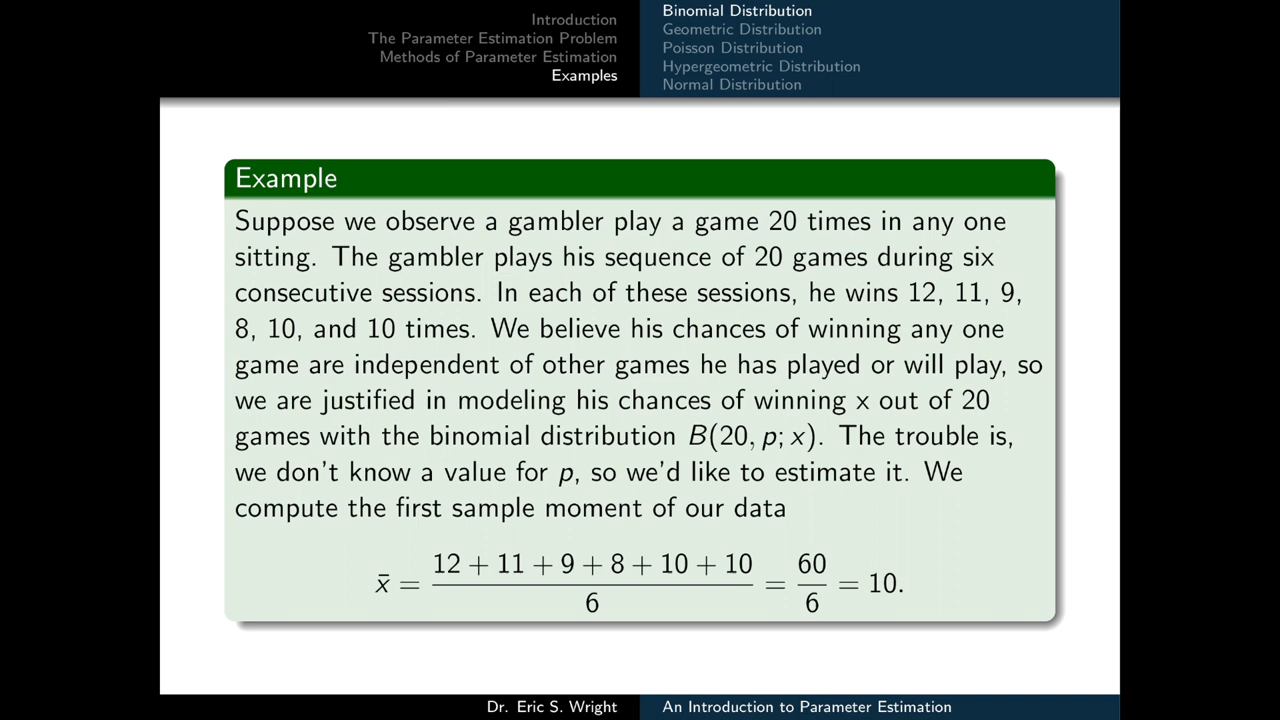 Introduction
The Parameter Estimation Problem
Methods of Parameter Estimation
Examples
Binomial Distribution
Geometric Distribution
Poisson Distribution
Hypergeometric Distribution
Normal Distribution
Example
Suppose we observe a gambler play a game 20 times in any one
sitting. The gambler plays his sequence of 20 games during six
consecutive sessions. In each of these sessions, he wins 12, 11, 9,
8, 10, and 10 times. We believe his chances of winning any one
game are independent of other games he has played or will play, so
we are justified in modeling his chances of winning x out of 20
games with the binomial distribution B(20, p; x). The trouble is,
we don't know a value for p, so we'd like to estimate it. We
compute the first sample moment of our data
x̄ = (12 + 11 + 9 + 8 + 10 + 10)/6 = 60/6 = 10.
Dr. Eric S. Wright
An Introduction to Parameter Estimation